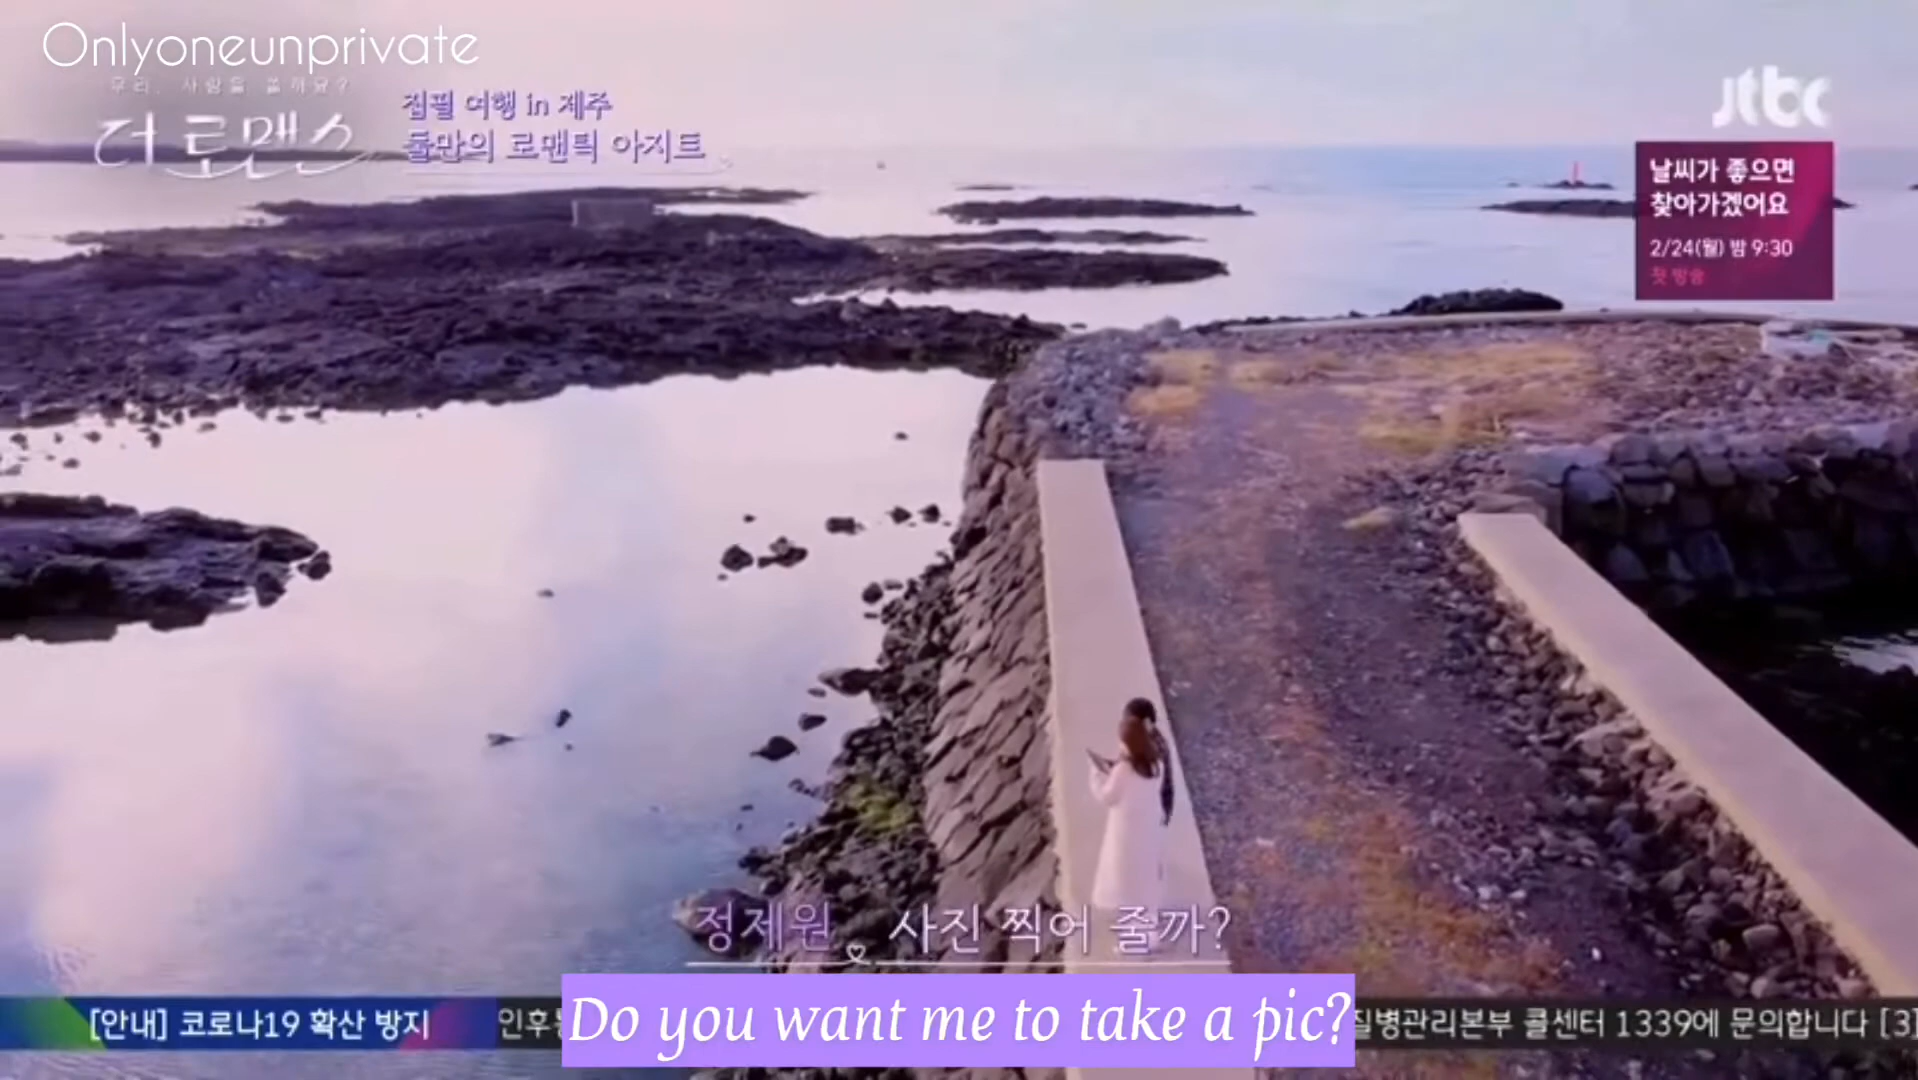 Onlyoneunprivate
우리, 사랑을 쓸까요?
더 로맨스
집필 여행 in 제주
둘만의 로맨틱 아지트
jtbc
날씨가 좋으면
찾아가겠어요
2/24(월) 밤 9:30
첫 방송
정제원 사진 찍어 줄까?
Do you want me to take a pic?
[안내] 코로나19 확산 방지
인후 질병관리본부 콜센터 1339에 문의합니다 [3]